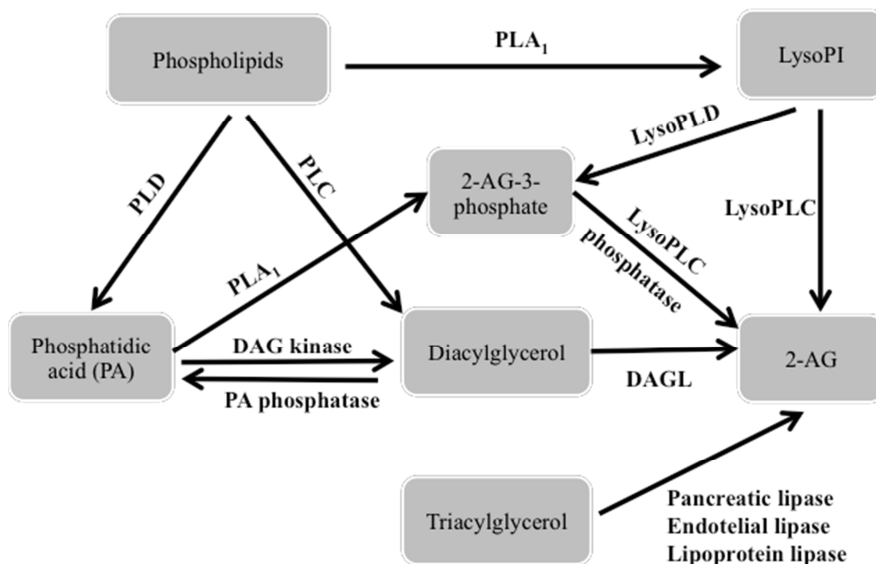 Phospholipids
PLA₁
LysoPI
LysoPLD
PLD
PLC
2-AG-3-
phosphate
LysoPLC
phosphatase
LysoPLC
PLA₁
Phosphatidic
acid (PA)
DAG kinase
PA phosphatase
Diacylglycerol
DAGL
2-AG
Triacylglycerol
Pancreatic lipase
Endotelial lipase
Lipoprotein lipase